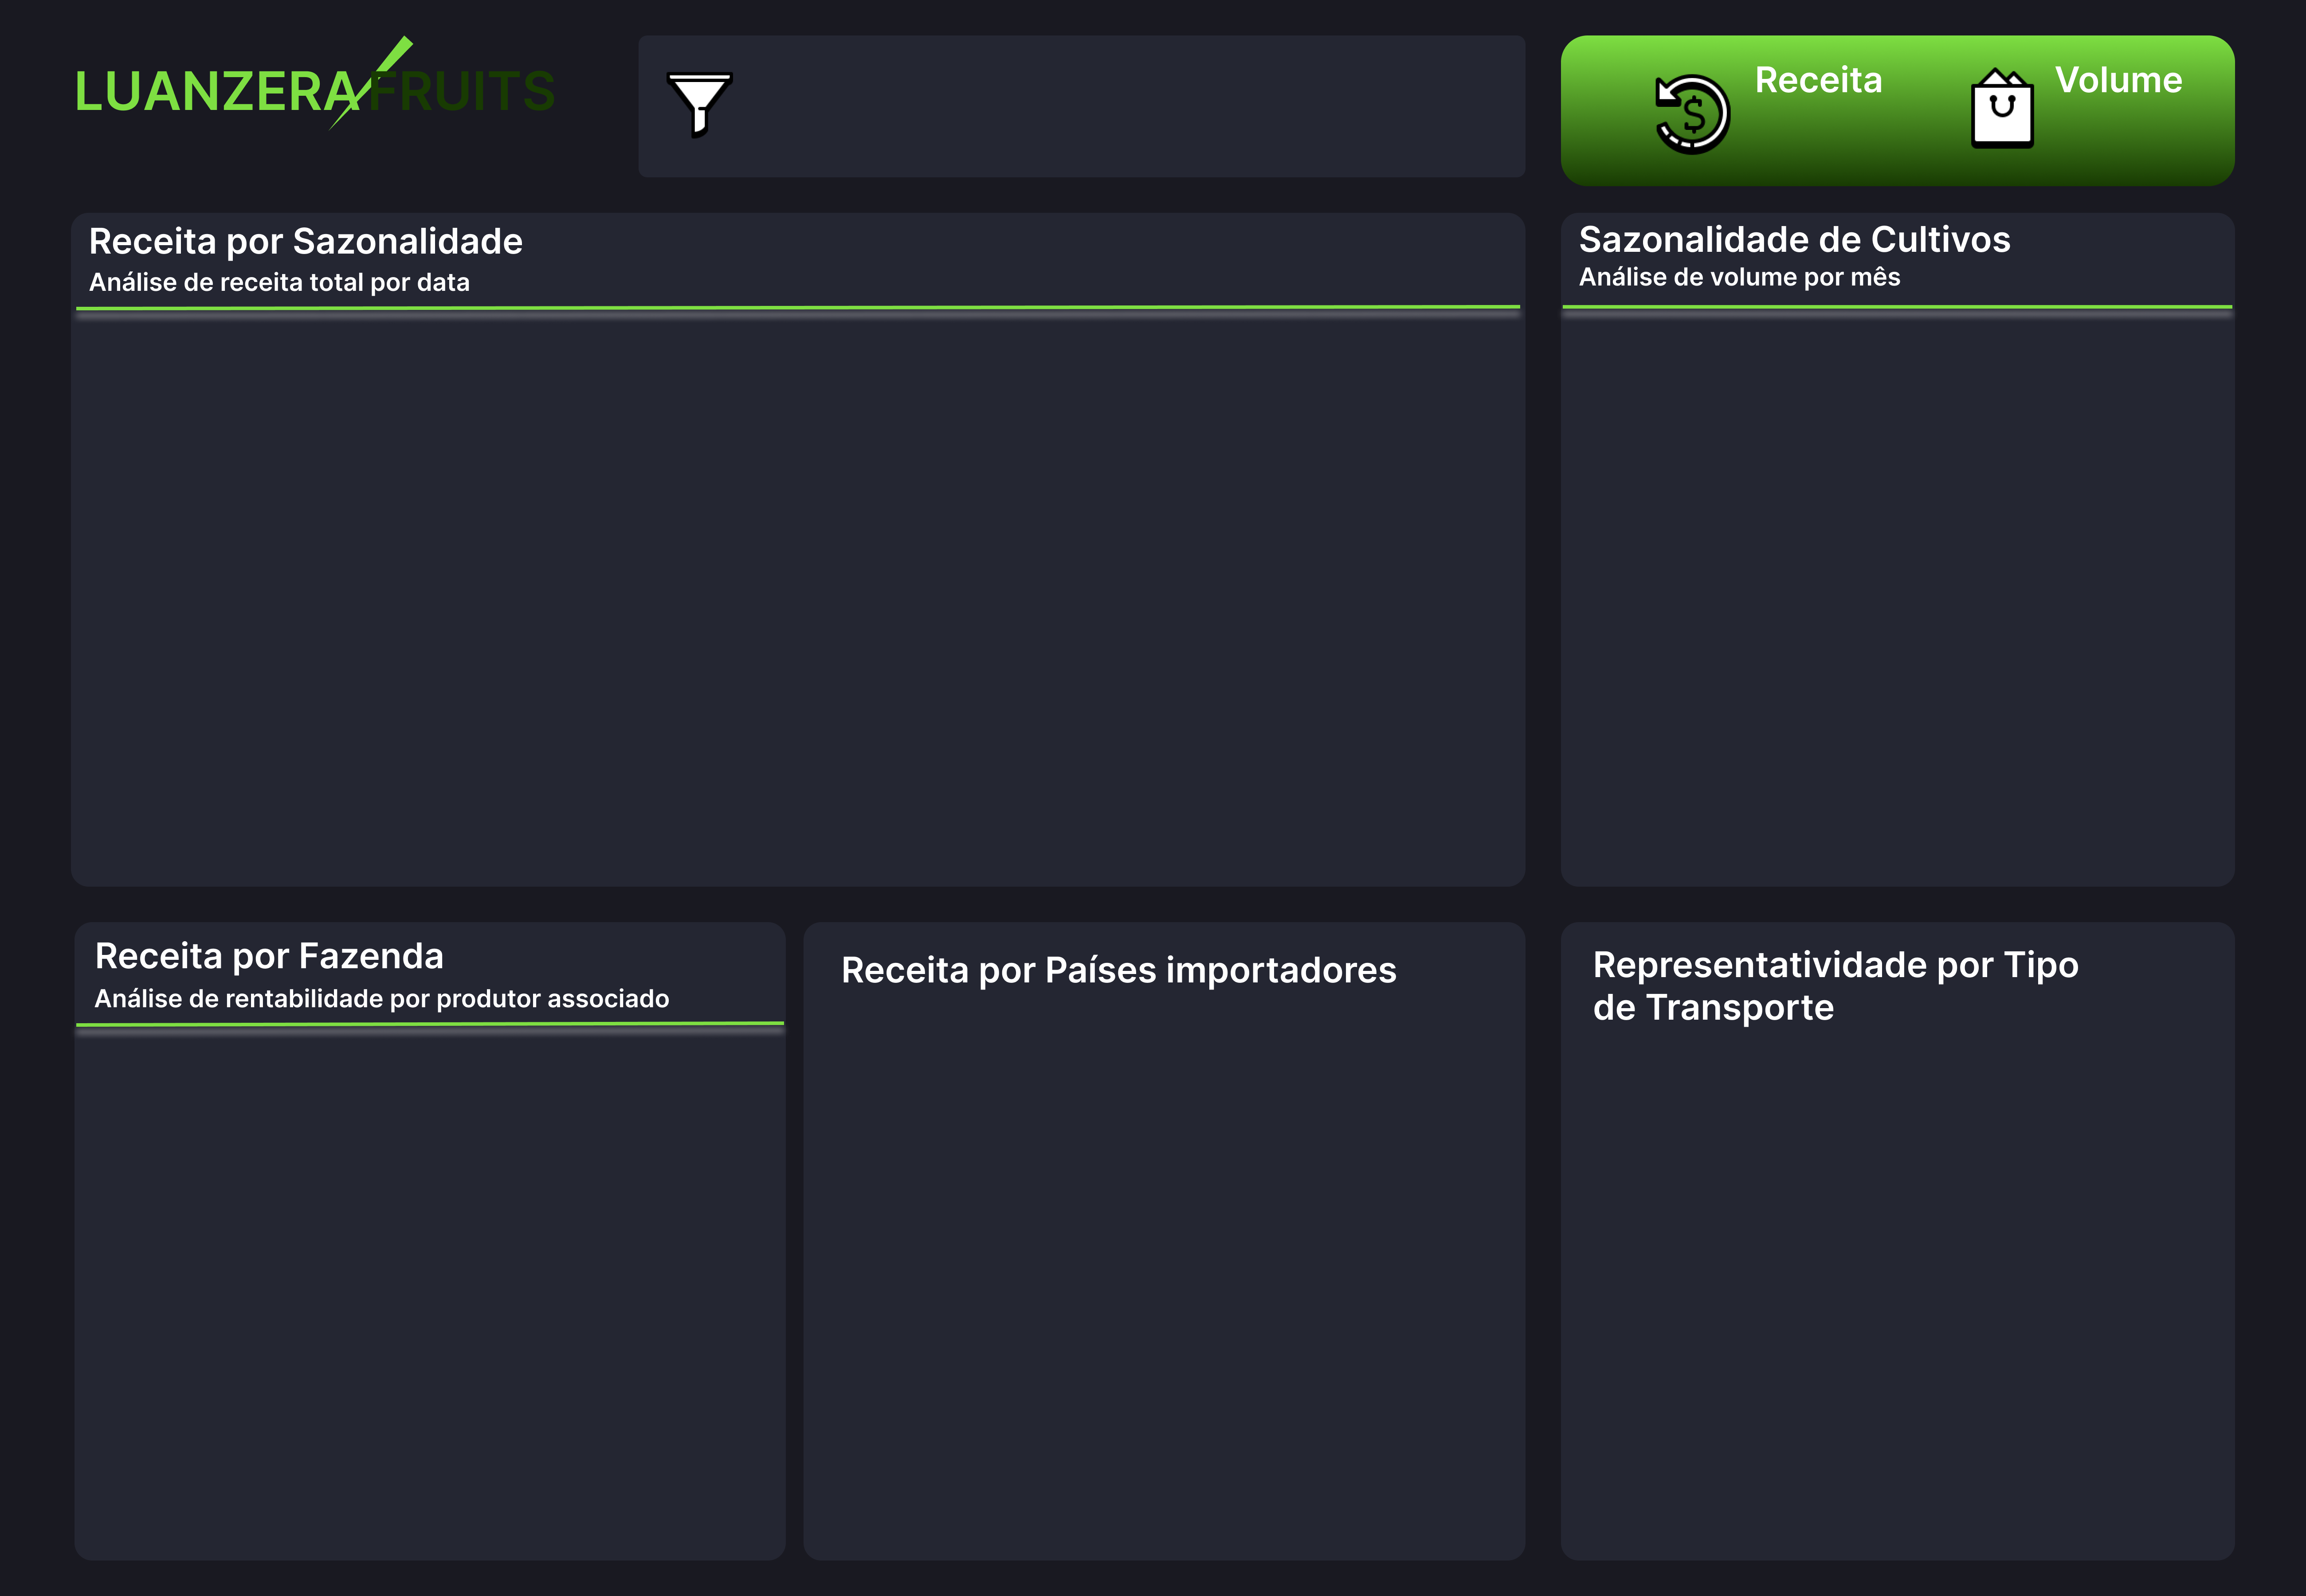 LUANZERA FRUITS
Receita
Volume
Receita por Sazonalidade
Análise de receita total por data
Sazonalidade de Cultivos
Análise de volume por mês
Receita por Fazenda
Análise de rentabilidade por produtor associado
Receita por Países importadores
Representatividade por Tipo
de Transporte